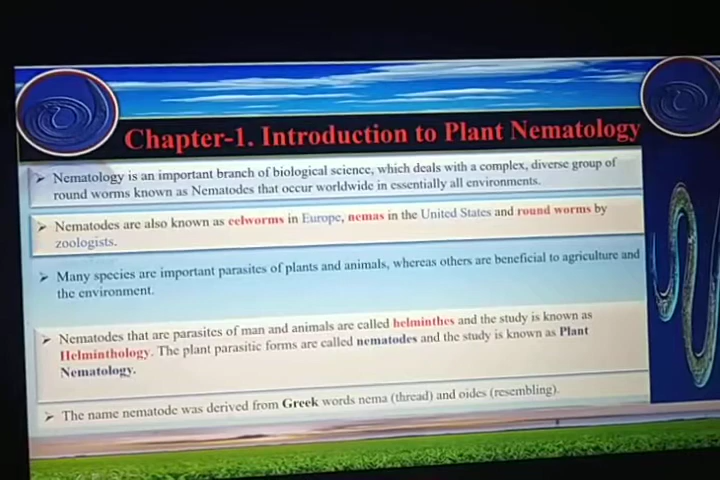 Chapter-1. Introduction to Plant Nematology
➤ Nematology is an important branch of biological science, which deals with a complex, diverse group of
round worms known as Nematodes that occur worldwide in essentially all environments.
➤ Nematodes are also known as eelworms in Europe, nemas in the United States and round worms by
zoologists.
➤ Many species are important parasites of plants and animals, whereas others are beneficial to agriculture and
the environment.
➤ Nematodes that are parasites of man and animals are called helminthes and the study is known as
Helminthology. The plant parasitic forms are called nematodes and the study is known as Plant
Nematology.
➤ The name nematode was derived from Greek words nema (thread) and oides (resembling).